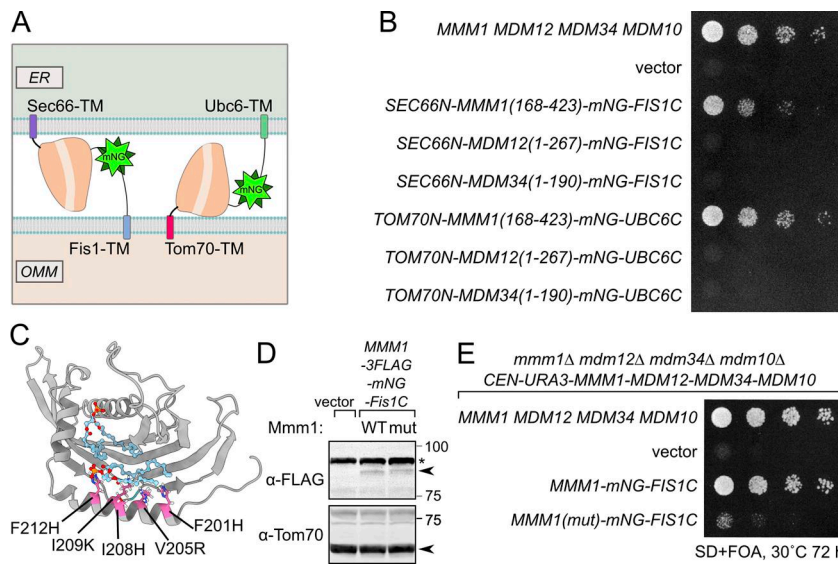 A
ER
Sec66-TM
Ubc6-TM
mNG
mNG
Fis1-TM
Tom70-TM
OMM
B
MMM1 MDM12 MDM34 MDM10
vector
SEC66N-MMM1(168-423)-mNG-FIS1C
SEC66N-MDM12(1-267)-mNG-FIS1C
SEC66N-MDM34(1-190)-mNG-FIS1C
TOM70N-MMM1(168-423)-mNG-UBC6C
TOM70N-MDM12(1-267)-mNG-UBC6C
TOM70N-MDM34(1-190)-mNG-UBC6C
C
F212H
I209K
I208H
V205R
F201H
D
MMM1
-3FLAG
-mNG
-Fis1C
vector
Mmm1: WT mut
100
*
α-FLAG
75
75
α-Tom70
E
mmm1Δ mdm12Δ mdm34Δ mdm10Δ
CEN-URA3-MMM1-MDM12-MDM34-MDM10
MMM1 MDM12 MDM34 MDM10
vector
MMM1-mNG-FIS1C
MMM1(mut)-mNG-FIS1C
SD+FOA, 30˚C 72